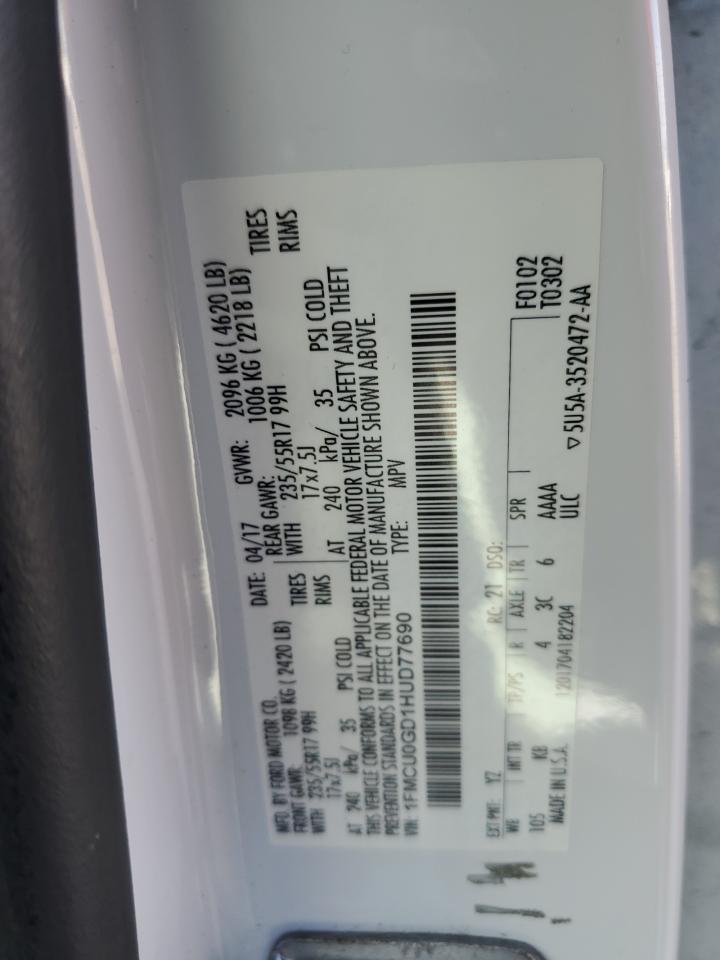 MFD. BY FORD MOTOR CO.
DATE: 04/17 GVWR: 2096 KG ( 4620 LB)
FRONT GAWR: 1098 KG ( 2420 LB) REAR GAWR: 1006 KG ( 2218 LB)
WITH 235/55R17 99H TIRES WITH 235/55R17 99H TIRES
17x7.5J RIMS 17x7.5J RIMS
AT 240 kPa/ 35 PSI COLD AT 240 kPa/ 35 PSI COLD
THIS VEHICLE CONFORMS TO ALL APPLICABLE FEDERAL MOTOR VEHICLE SAFETY AND THEFT
PREVENTION STANDARDS IN EFFECT ON THE DATE OF MANUFACTURE SHOWN ABOVE.
VIN: 1FMCU0GD1HUD77690 TYPE: MPV
EXT PNT: YZ RC: 21 DSO: F0102
WB INT TR TP/PS R AXLE TR SPR T0302
105 KB 4 3C 6 AAAA
MADE IN U.S.A. 1201704182204 ULC
▽5U5A-3520472-AA